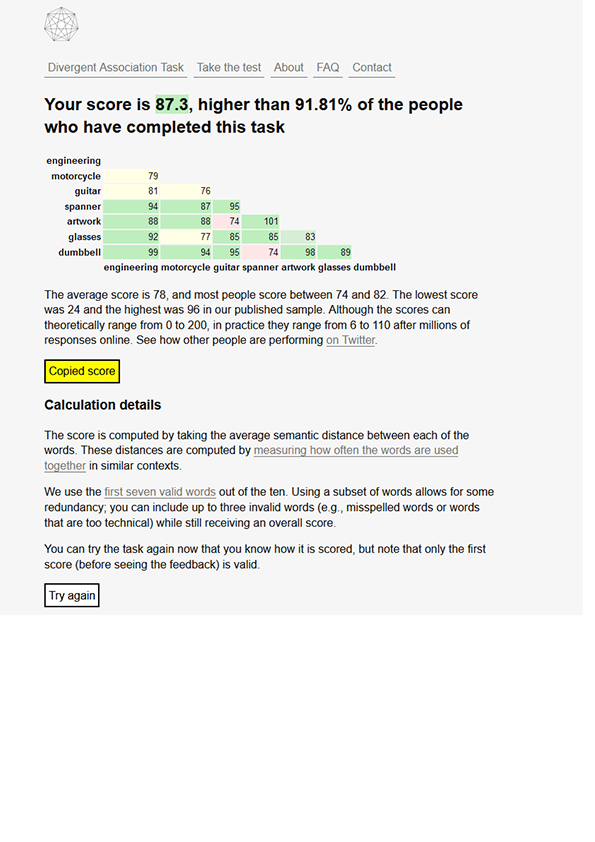 Divergent Association Task Take the test About FAQ Contact
Your score is 87.3, higher than 91.81% of the people
who have completed this task
engineering
motorcycle 79
guitar 81 76
spanner 94 87 95
artwork 88 88 74 101
glasses 92 77 85 85 83
dumbbell 99 94 95 74 98 89
engineering motorcycle guitar spanner artwork glasses dumbbell
The average score is 78, and most people score between 74 and 82. The lowest score
was 24 and the highest was 96 in our published sample. Although the scores can
theoretically range from 0 to 200, in practice they range from 6 to 110 after millions of
responses online. See how other people are performing on Twitter.
Copied score
Calculation details
The score is computed by taking the average semantic distance between each of the
words. These distances are computed by measuring how often the words are used
together in similar contexts.
We use the first seven valid words out of the ten. Using a subset of words allows for some
redundancy; you can include up to three invalid words (e.g., misspelled words or words
that are too technical) while still receiving an overall score.
You can try the task again now that you know how it is scored, but note that only the first
score (before seeing the feedback) is valid.
Try again